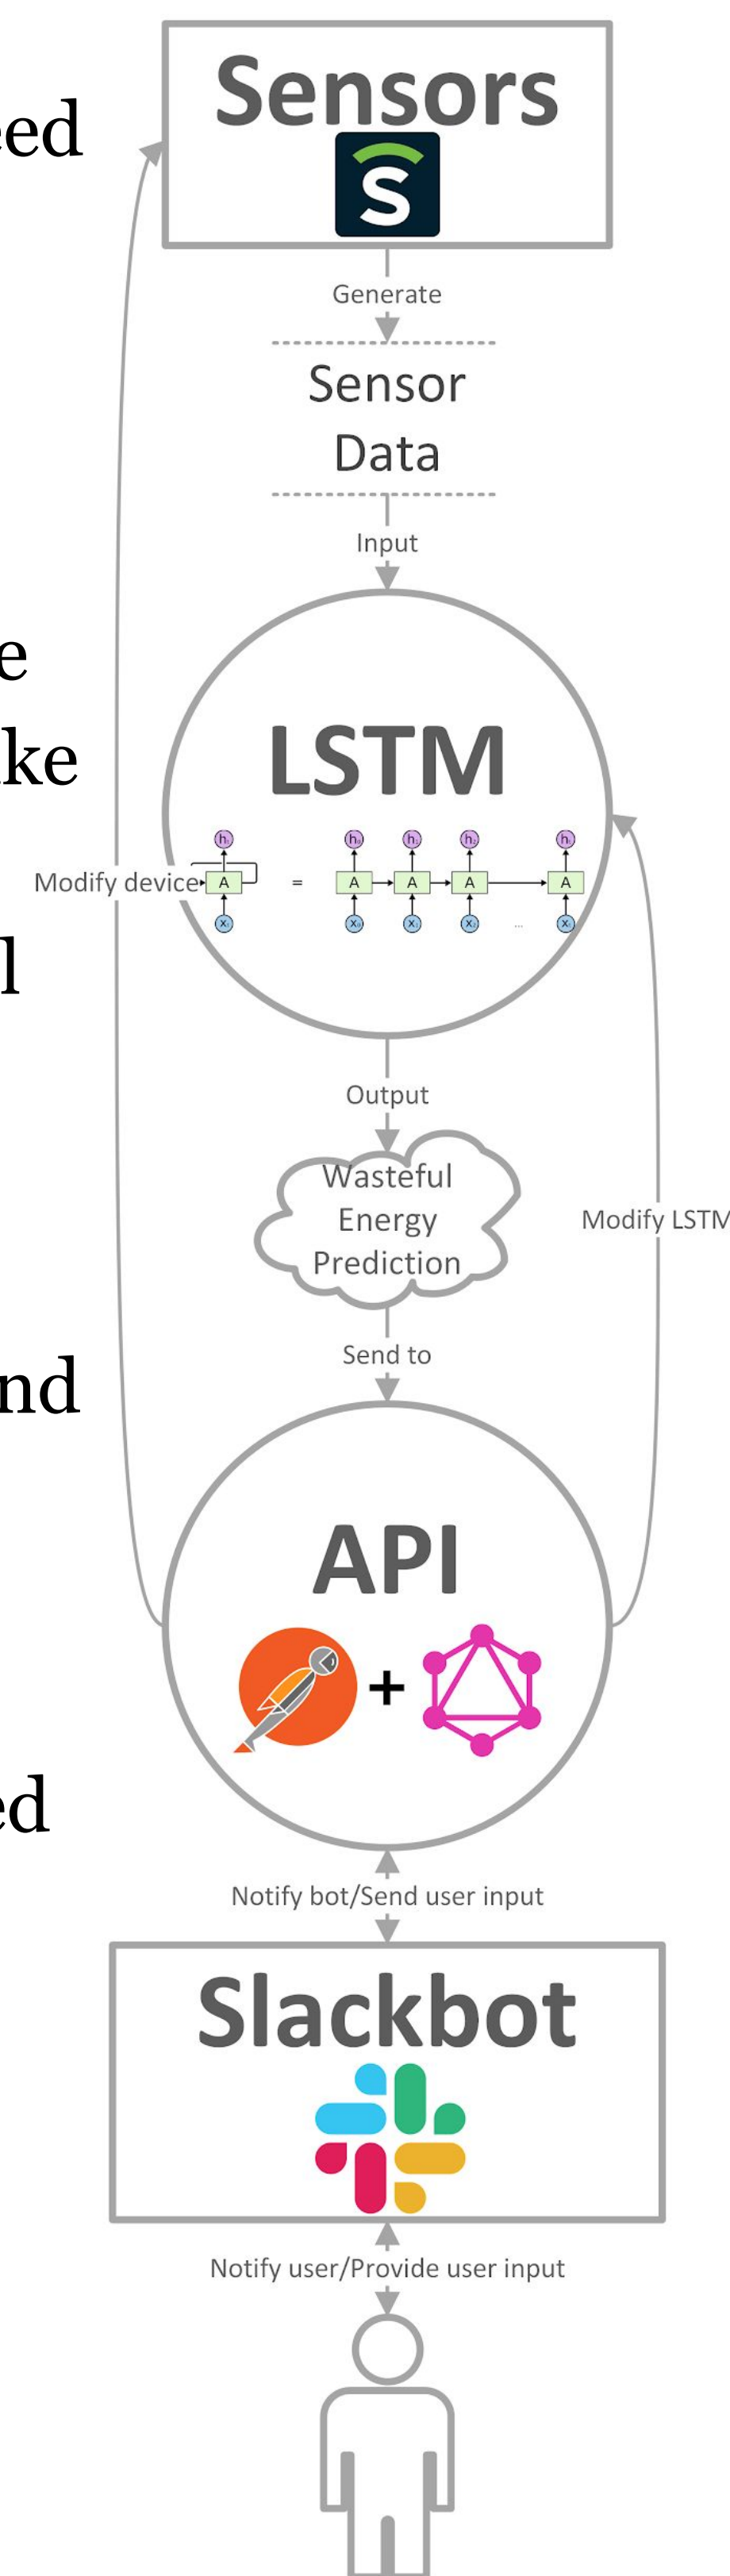 eed
Sensors
S
Generate
Sensor
Data
Input
e
ke
LSTM
Modify device
A
=
A
A
A
A
...
l
Output
Wasteful
Energy
Prediction
Modify LSTM
Send to
nd
API
+
ed
Notify bot/Send user input
Slackbot
Notify user/Provide user input